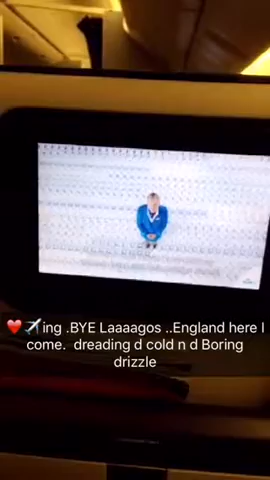 ❤️✈️ing .BYE Laaaagos ..England here I
come.  dreading d cold n d Boring
drizzle